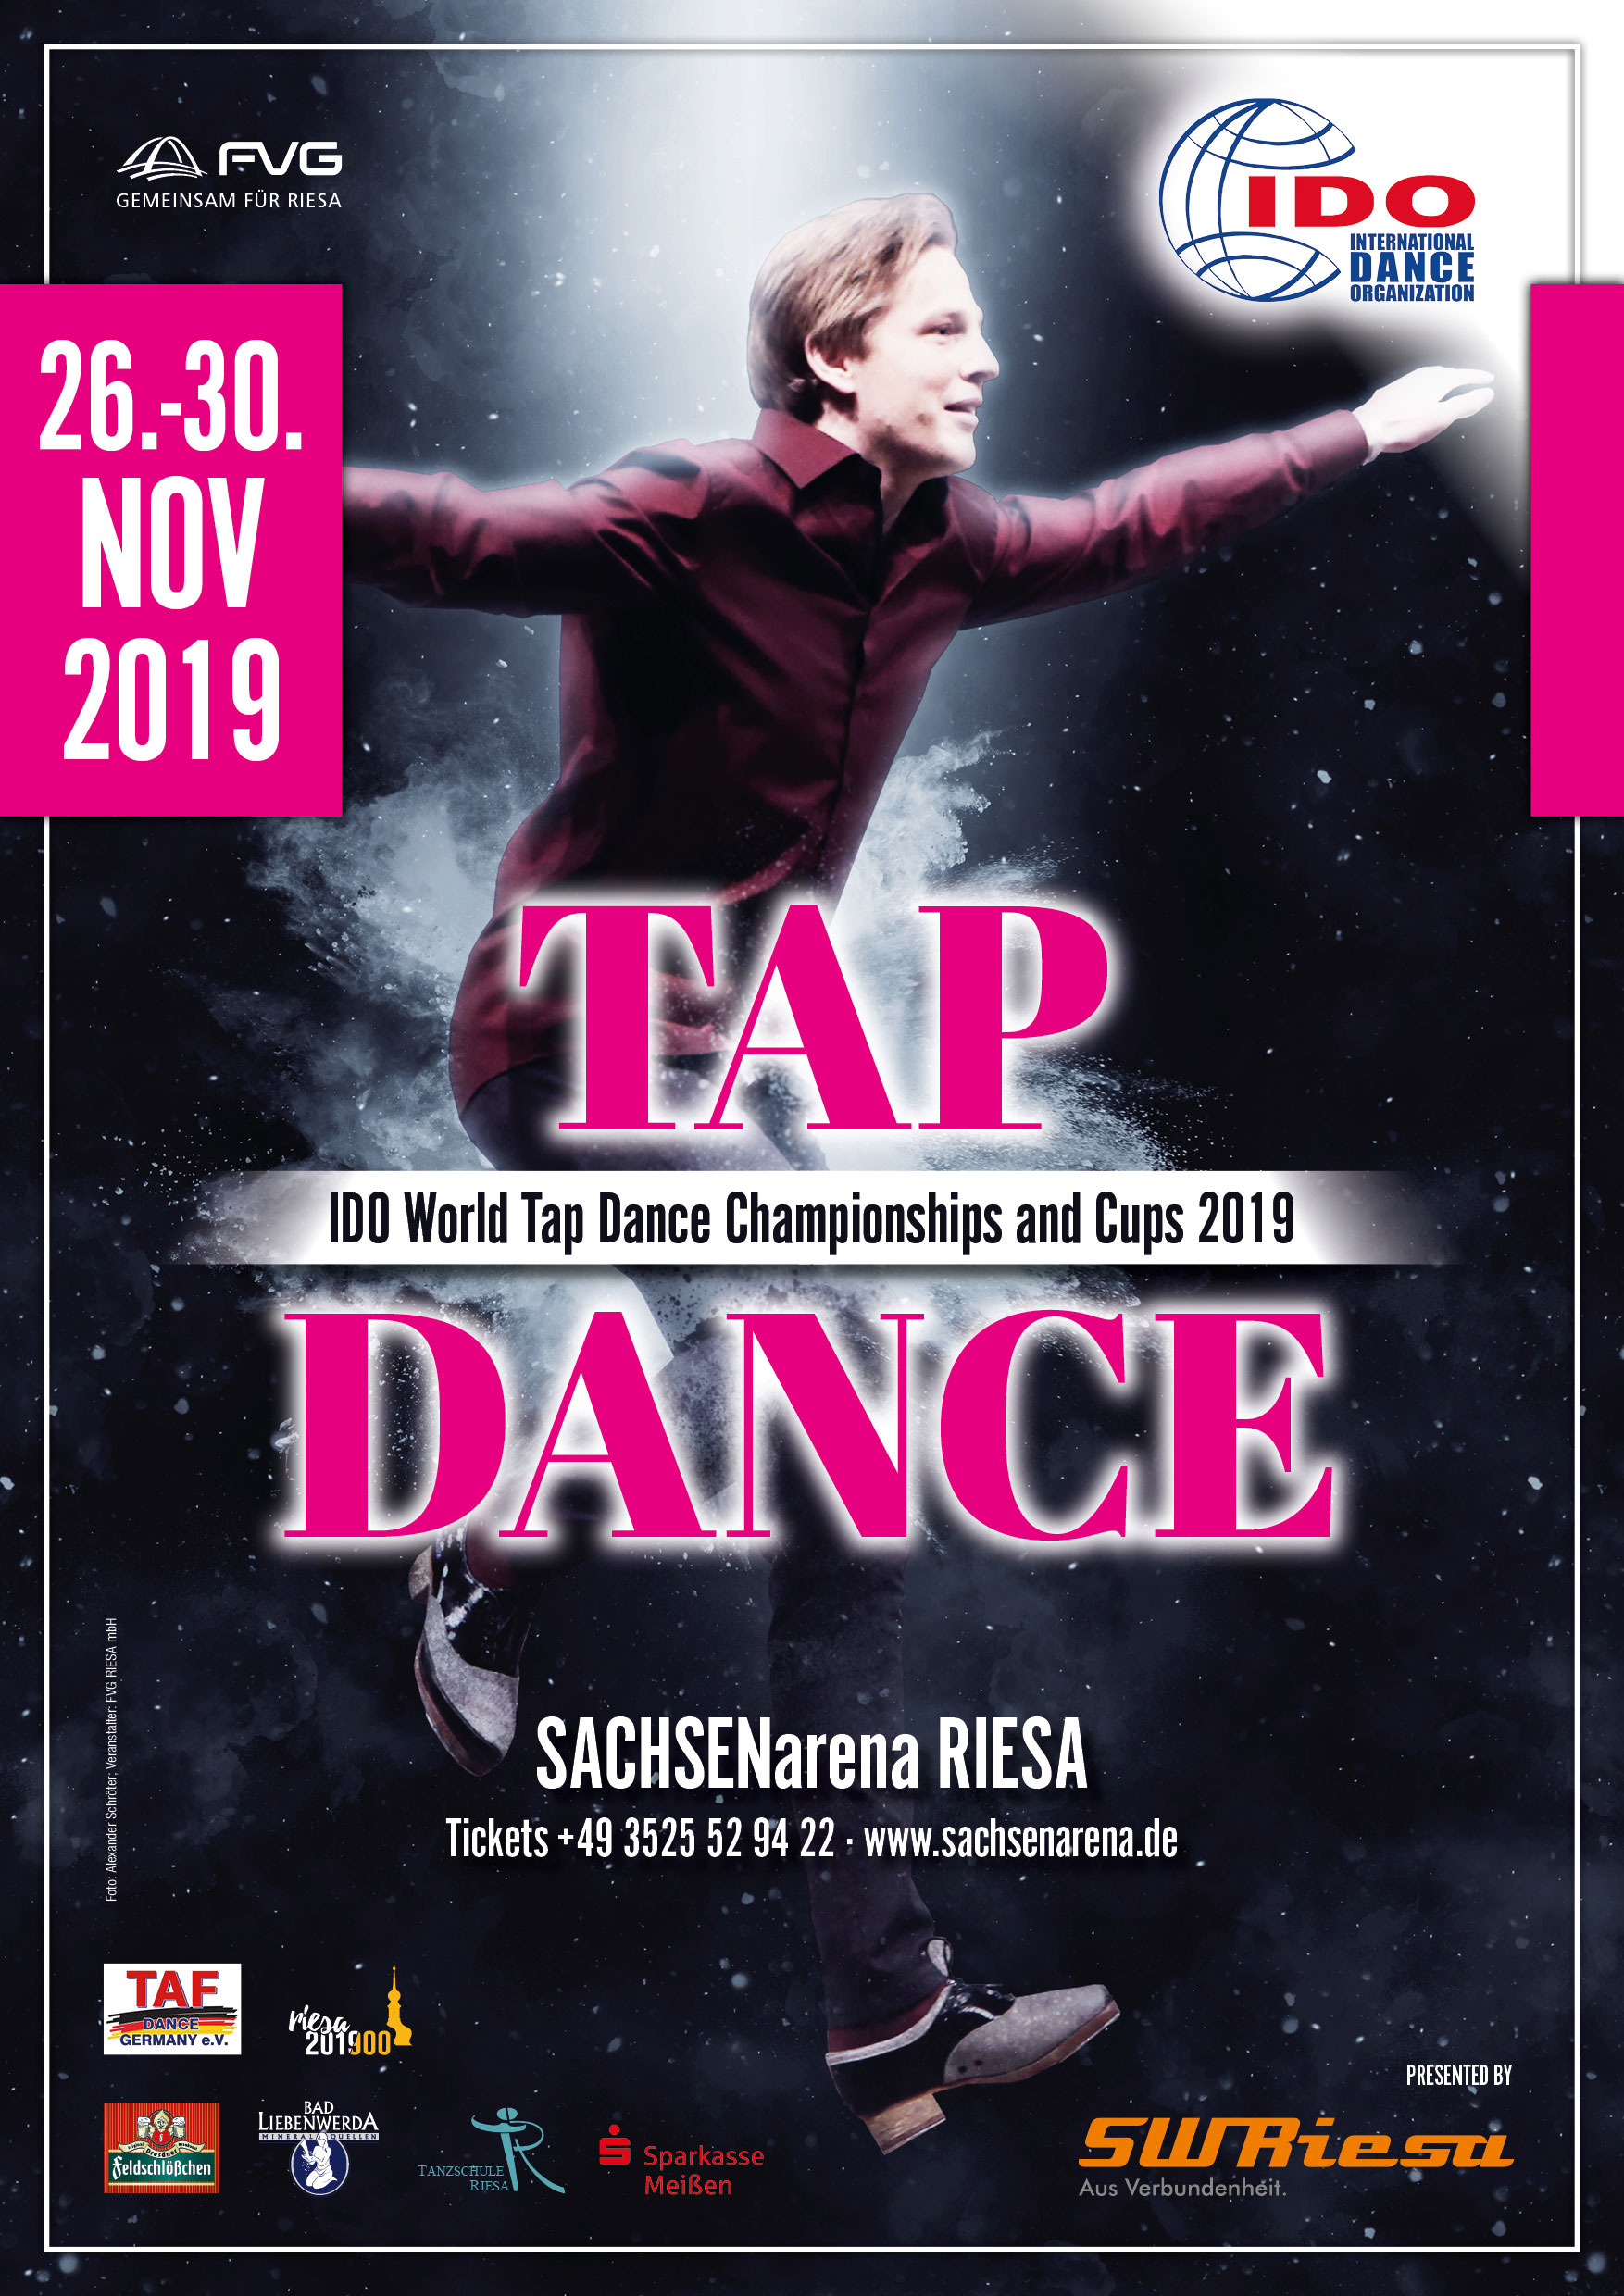 FVG
GEMEINSAM FÜR RIESA
IDO
INTERNATIONAL
DANCE
ORGANIZATION
26.-30.
NOV
2019
TAP
IDO World Tap Dance Championships and Cups 2019
DANCE
SACHSENarena RIESA
Tickets +49 3525 52 94 22 · www.sachsenarena.de
Foto: Alexander Schröter; Veranstalter: FVG RIESA mbH
TAF
DANCE
GERMANY e.V.
riesa
2019
900
PRESENTED BY
SWRiesa
Aus Verbundenheit.
Dresdner
Feldschlößchen
BAD
LIEBENWERDA
MINERALQUELLEN
TANZSCHULE
RIESA
Sparkasse
Meißen